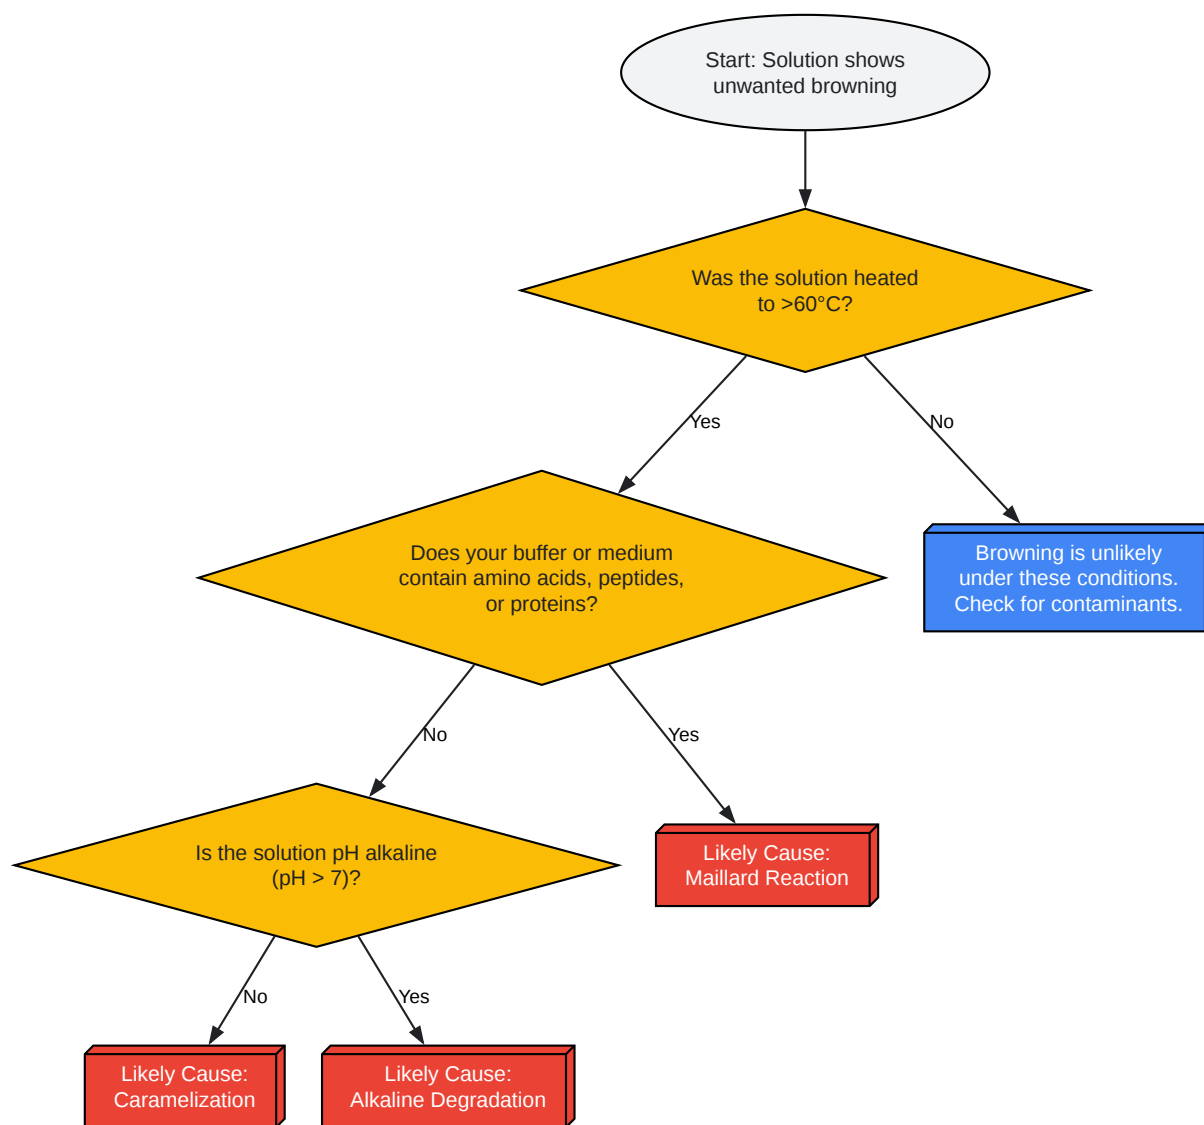 Start: Solution shows
unwanted browning
Was the solution heated
to >60°C?
Yes
No
Does your buffer or medium
contain amino acids, peptides,
or proteins?
Browning is unlikely
under these conditions.
Check for contaminants.
No
Yes
Is the solution pH alkaline
(pH > 7)?
Likely Cause:
Maillard Reaction
No
Yes
Likely Cause:
Caramelization
Likely Cause:
Alkaline Degradation